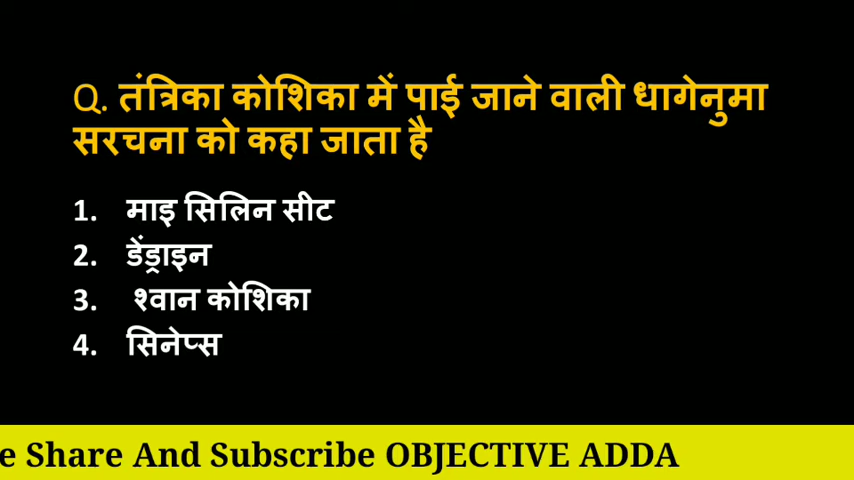 Q. तंत्रिका कोशिका में पाई जाने वाली धागेनुमा
सरचना को कहा जाता है
1. माइ सिलिन सीट
2. डेंड्राइन
3. श्वान कोशिका
4. सिनेप्स
e Share And Subscribe OBJECTIVE ADDA